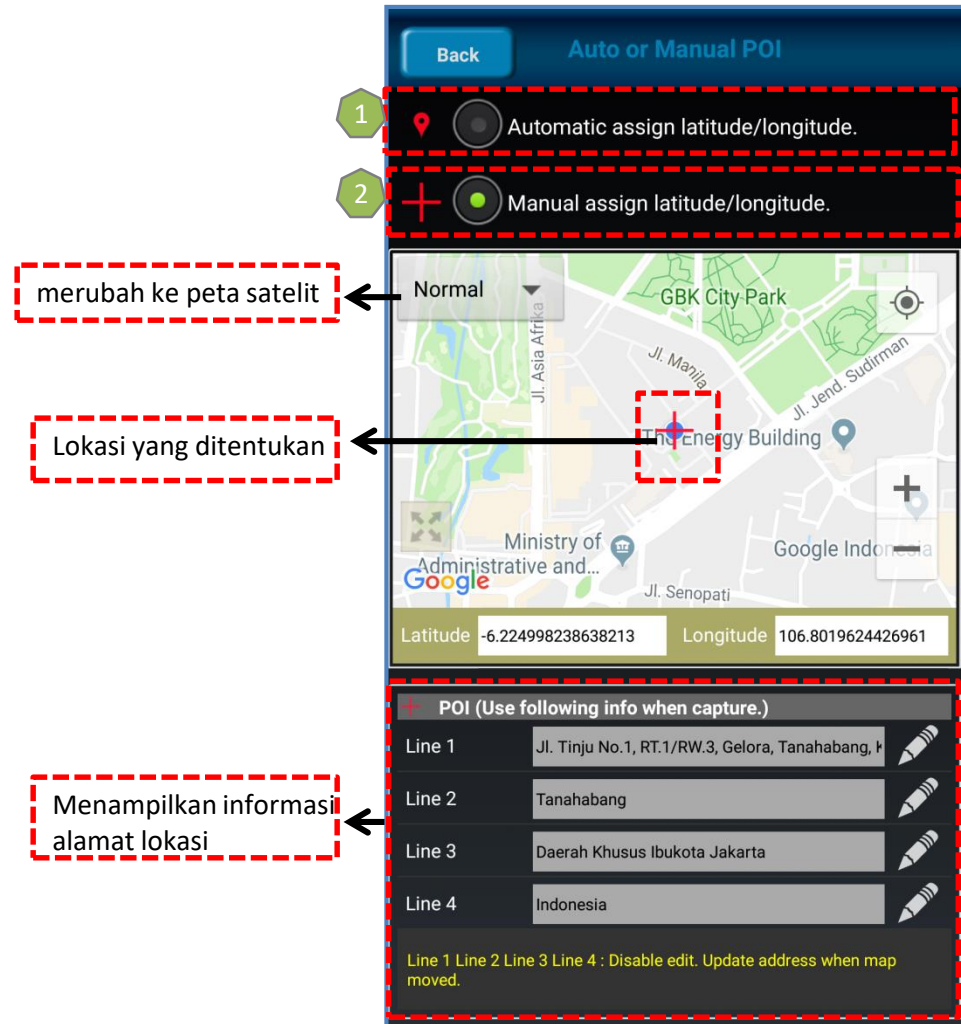 Back
Auto or Manual POI
1
Automatic assign latitude/longitude.
2
Manual assign latitude/longitude.
merubah ke peta satelit
Normal
GBK City Park
Jl. Asia Afrika
Jl. Manila
Jl. Jend. Sudirman
Lokasi yang ditentukan
The Energy Building
Ministry of
Administrative and...
Google Indonesia
Google
Jl. Senopati
Latitude -6.224998238638213 Longitude 106.8019624426961
POI (Use following info when capture.)
Line 1 Jl. Tinju No.1, RT.1/RW.3, Gelora, Tanahabang,
Line 2 Tanahabang
Menampilkan informasi
alamat lokasi
Line 3 Daerah Khusus Ibukota Jakarta
Line 4 Indonesia
Line 1 Line 2 Line 3 Line 4 : Disable edit. Update address when map
moved.